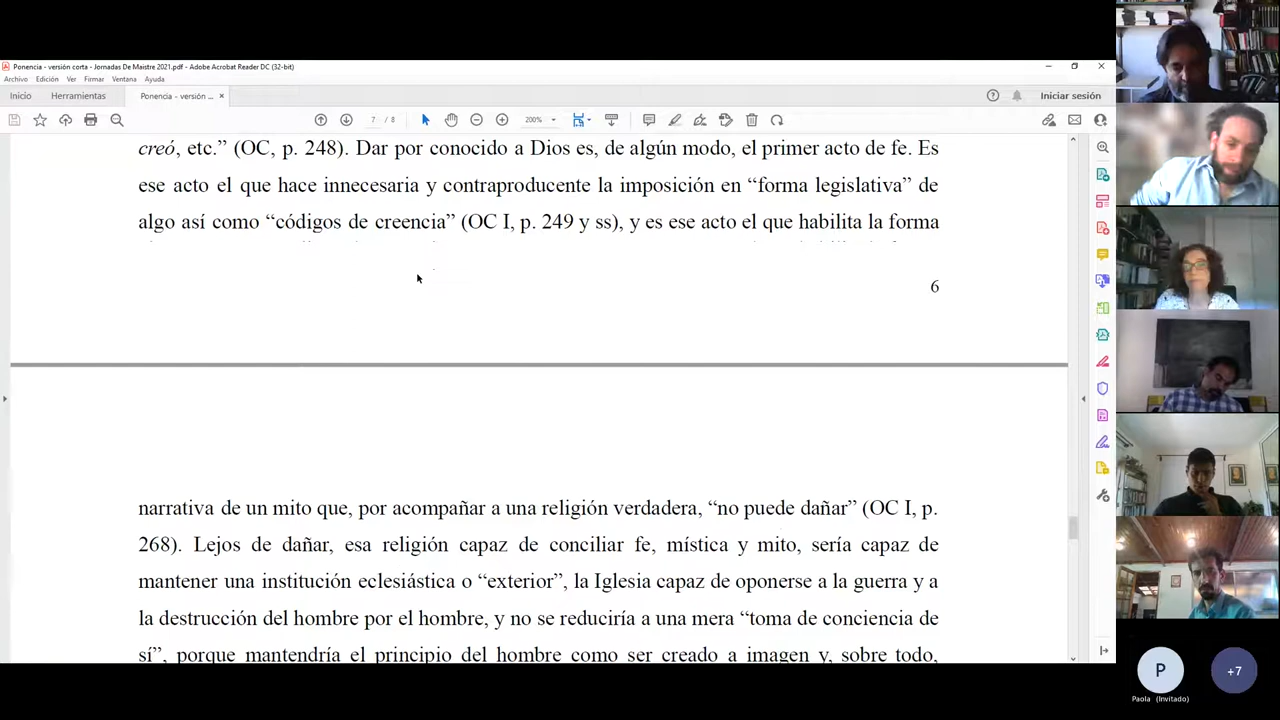 Ponencia - versión corta - Jornadas De Maistre 2021.pdf - Adobe Acrobat Reader DC (32-bit)
Archivo Edición Ver Firmar Ventana Ayuda
Inicio Herramientas Ponencia - versión ... × Iniciar sesión
7 / 8 200%
creó, etc.” (OC, p. 248). Dar por conocido a Dios es, de algún modo, el primer acto de fe. Es
ese acto el que hace innecesaria y contraproducente la imposición en “forma legislativa” de
algo así como “códigos de creencia” (OC I, p. 249 y ss), y es ese acto el que habilita la forma
6
narrativa de un mito que, por acompañar a una religión verdadera, “no puede dañar” (OC I, p.
268). Lejos de dañar, esa religión capaz de conciliar fe, mística y mito, sería capaz de
mantener una institución eclesiástica o “exterior”, la Iglesia capaz de oponerse a la guerra y a
la destrucción del hombre por el hombre, y no se reduciría a una mera “toma de conciencia de
sí”, porque mantendría el principio del hombre como ser creado a imagen y, sobre todo,
P +7
Paola (Invitado)